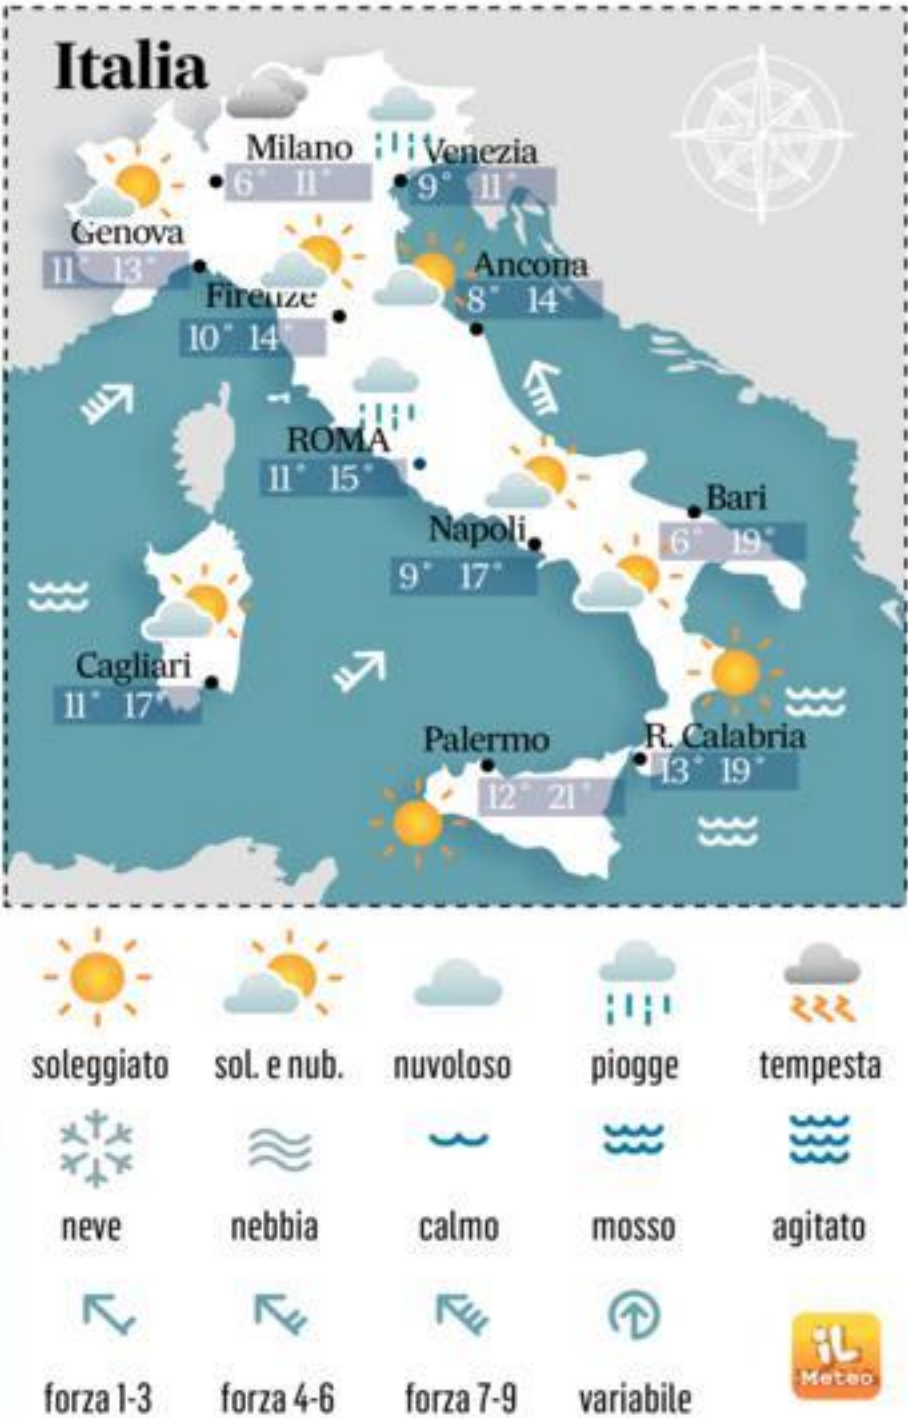 Italia
Milano
6° 11°
Venezia
9° 11°
Genova
11° 13°
Firenze
10° 14°
Ancona
8° 14°
ROMA
11° 15°
Napoli
9° 17°
Bari
6° 19°
Cagliari
11° 17°
Palermo
12° 21°
R. Calabria
13° 19°
soleggiato sol. e nub. nuvoloso piogge tempesta
neve nebbia calmo mosso agitato
forza 1-3 forza 4-6 forza 7-9 variabile
iL
Meteo